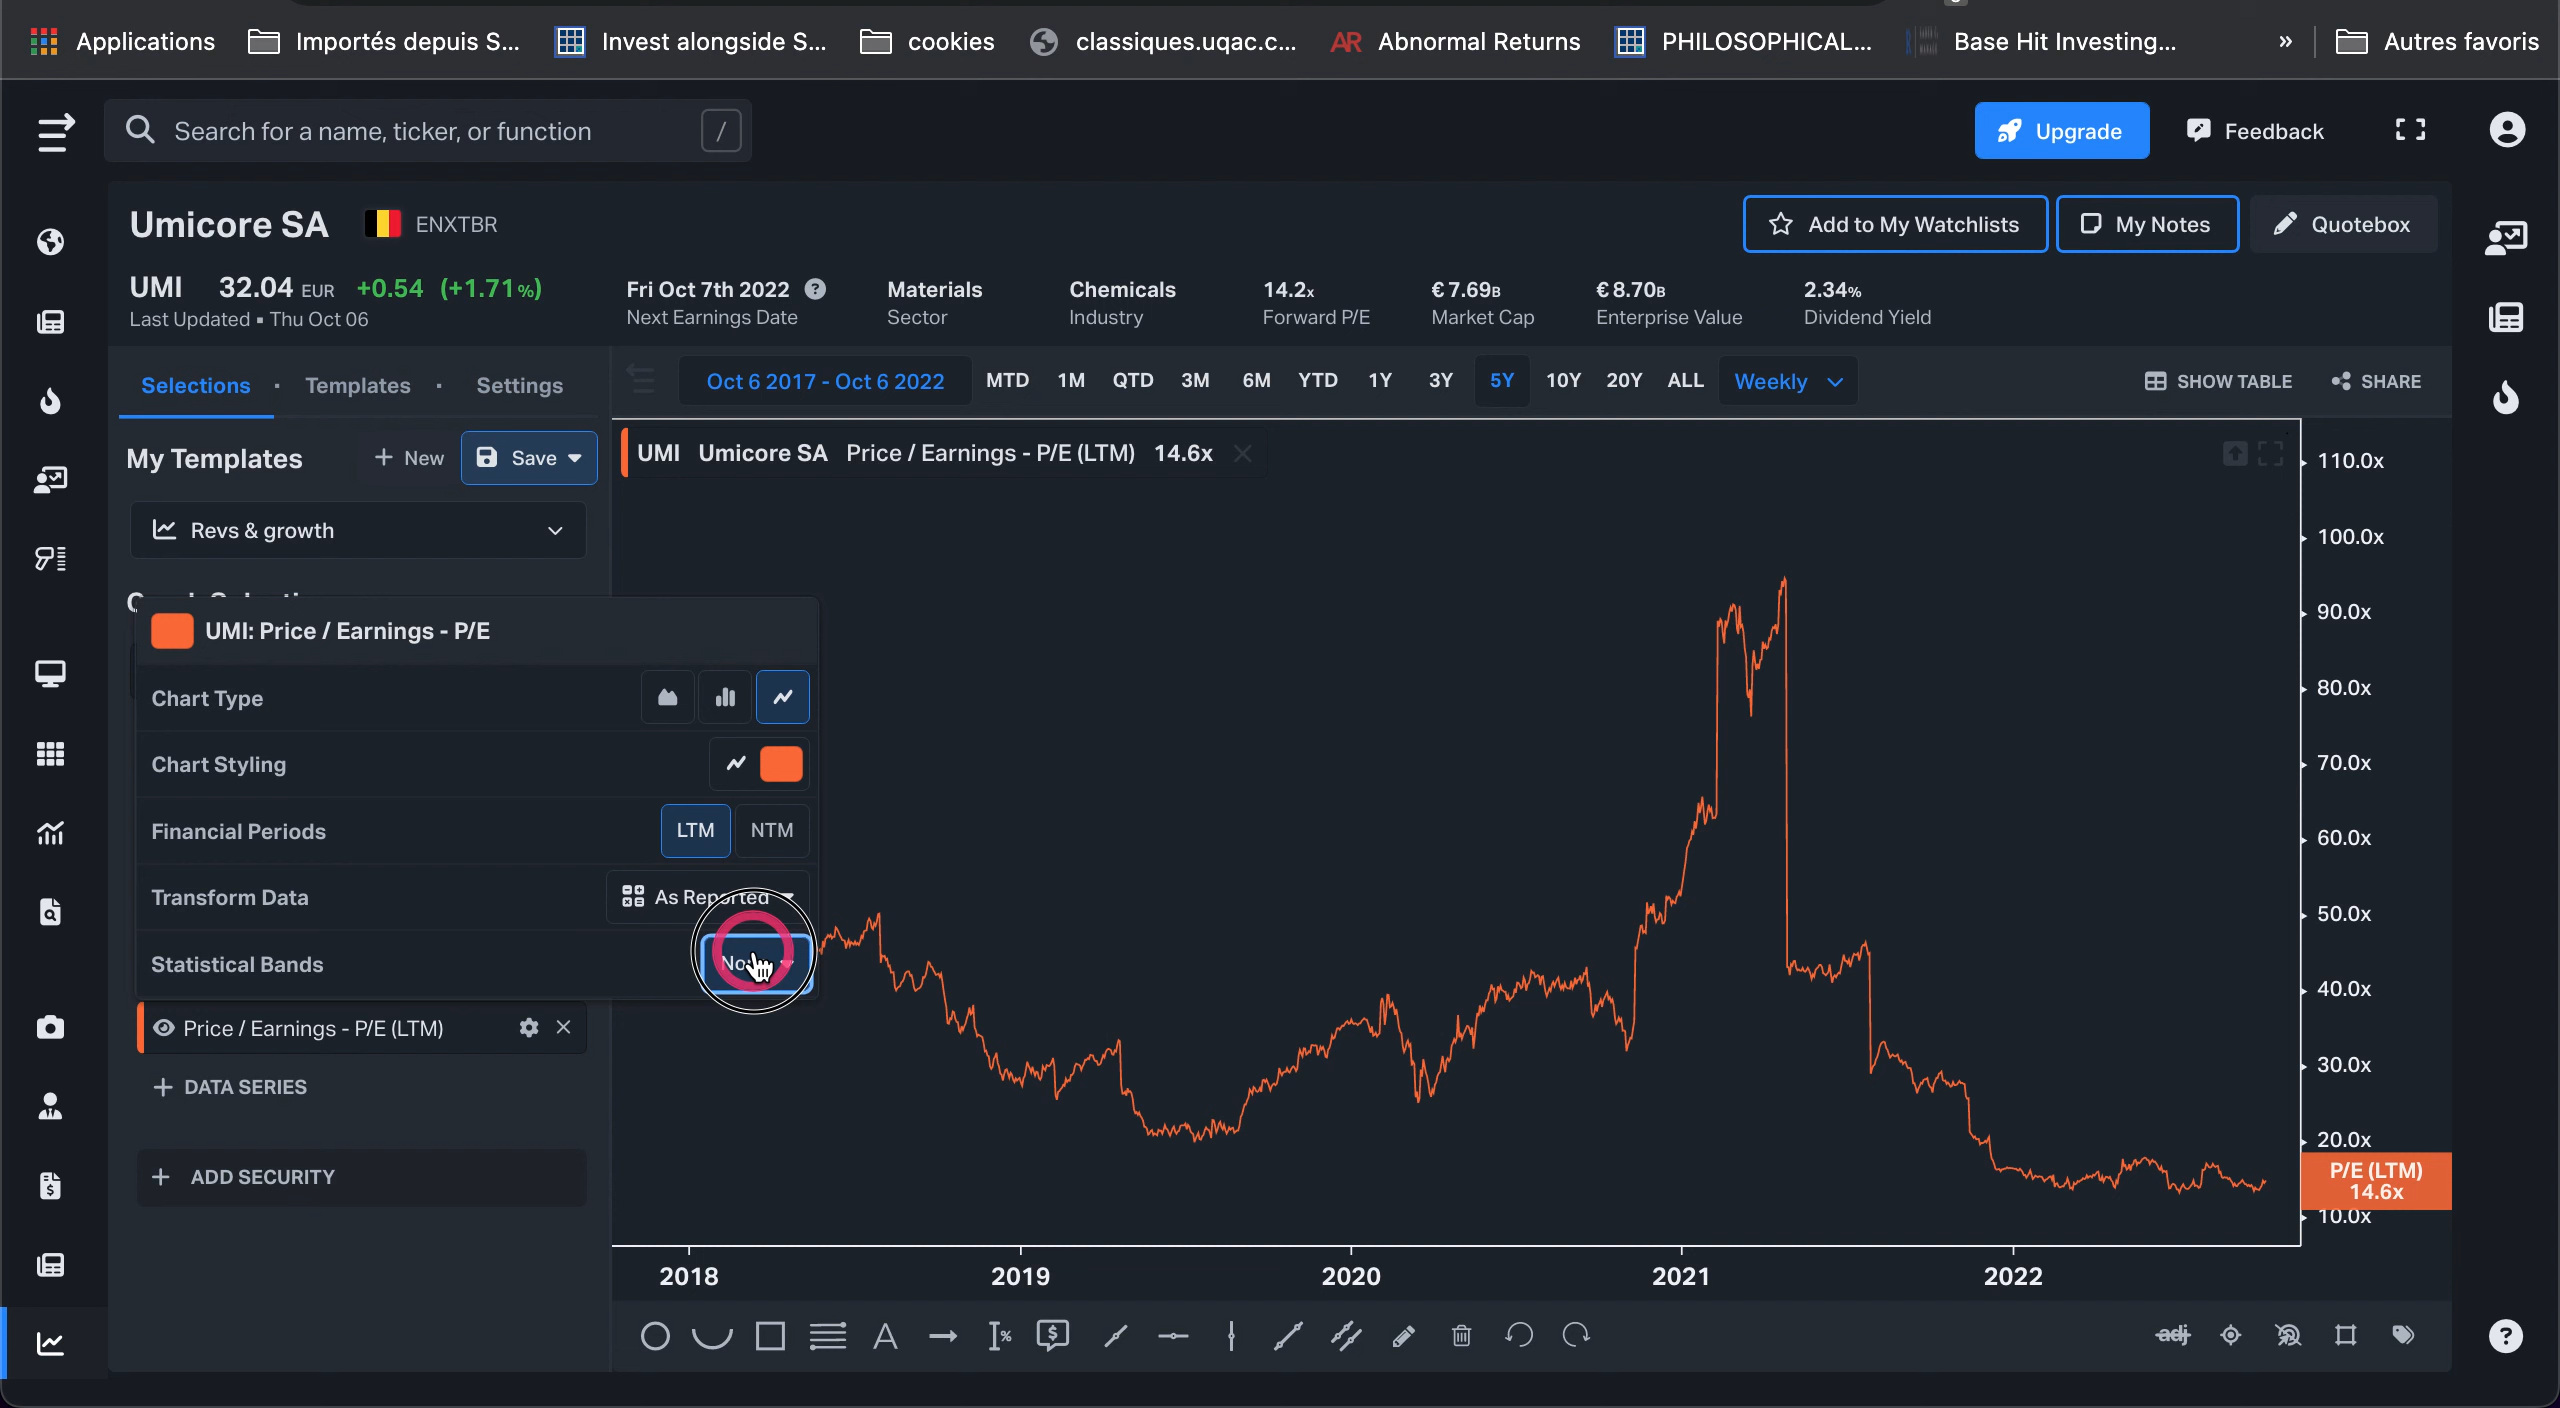 Applications
Importés depuis S...
Invest alongside S...
cookies
classiques.uqac.c...
AR Abnormal Returns
PHILOSOPHICAL...
Base Hit Investing...
»
Autres favoris
Search for a name, ticker, or function /
Upgrade
Feedback
Umicore SA ENXTBR
Add to My Watchlists
My Notes
Quotebox
UMI 32.04 EUR +0.54 (+1.71%)
Last Updated ▪ Thu Oct 06
Fri Oct 7th 2022 ?
Next Earnings Date
Materials
Sector
Chemicals
Industry
14.2x
Forward P/E
€7.69B
Market Cap
€8.70B
Enterprise Value
2.34%
Dividend Yield
Selections · Templates · Settings
Oct 6 2017 - Oct 6 2022 MTD 1M QTD 3M 6M YTD 1Y 3Y 5Y 10Y 20Y ALL Weekly
SHOW TABLE
SHARE
My Templates
+ New
Save
Revs & growth
UMI Umicore SA Price / Earnings - P/E (LTM) 14.6x
UMI: Price / Earnings - P/E
Chart Type
Chart Styling
Financial Periods LTM NTM
Transform Data As Reported
Statistical Bands
Price / Earnings - P/E (LTM)
+ DATA SERIES
+ ADD SECURITY
110.0x
100.0x
90.0x
80.0x
70.0x
60.0x
50.0x
40.0x
30.0x
20.0x
P/E (LTM)
14.6x
10.0x
2018 2019 2020 2021 2022
A
%
$
adj
?